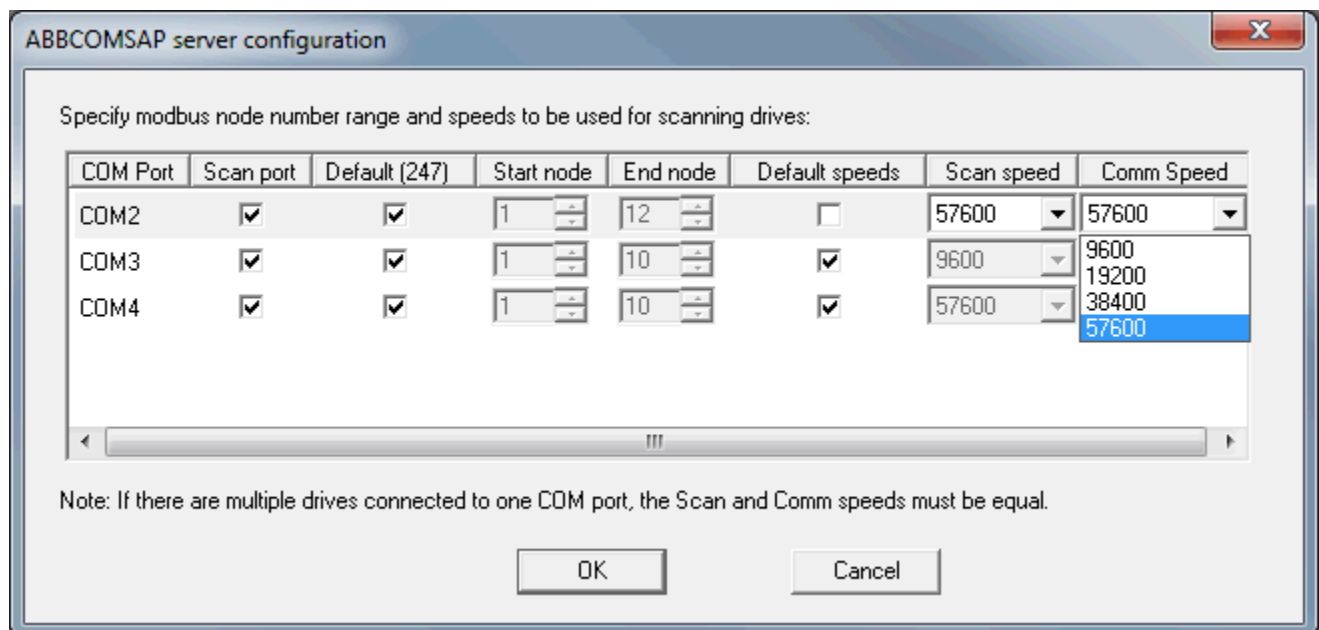 ABBCOMSAP server configuration
Specify modbus node number range and speeds to be used for scanning drives:
COM Port Scan port Default (247) Start node End node Default speeds Scan speed Comm Speed
COM2 1 12 57600 57600
COM3 1 10 9600 9600
19200
COM4 1 10 57600 38400
57600
Note: If there are multiple drives connected to one COM port, the Scan and Comm speeds must be equal.
OK Cancel